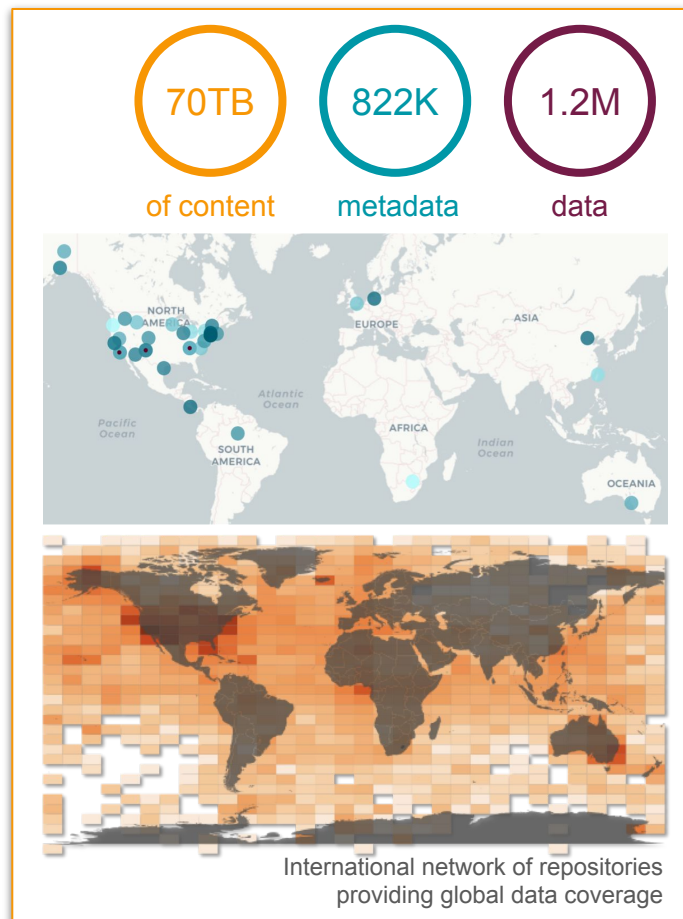 70TB
822K
1.2M
of content
metadata
data
NORTH
AMERICA
EUROPE
ASIA
Atlantic
Ocean
Pacific
Ocean
AFRICA
Indian
Ocean
SOUTH
AMERICA
OCEANIA
International network of repositories
providing global data coverage